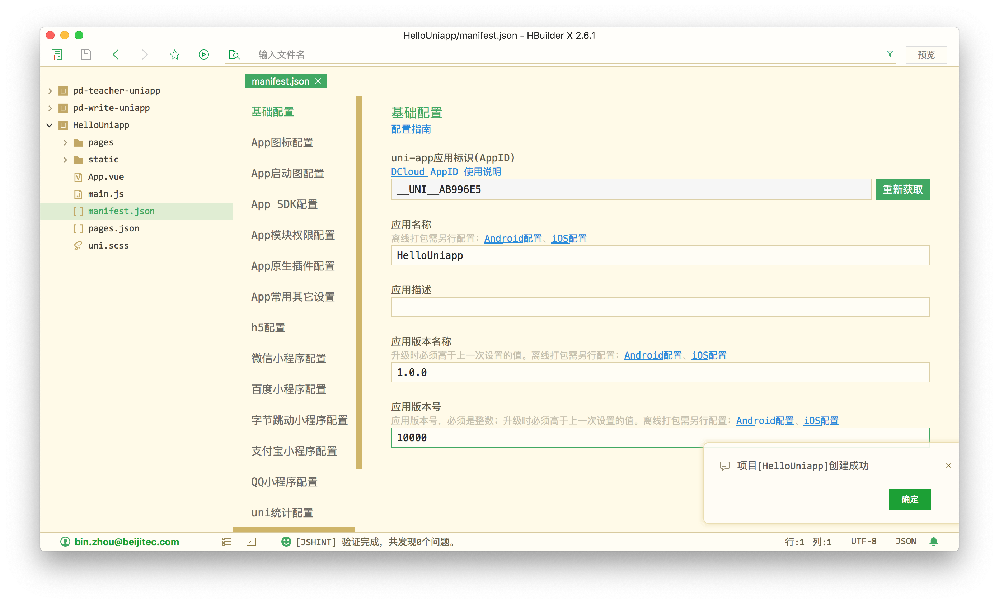 HelloUniapp/manifest.json - HBuilder X 2.6.1
输入文件名
预览
pd-teacher-uniapp
pd-write-uniapp
HelloUniapp
pages
static
App.vue
main.js
manifest.json
pages.json
uni.scss
manifest.json
基础配置
App图标配置
App启动图配置
App SDK配置
App模块权限配置
App原生插件配置
App常用其它设置
h5配置
微信小程序配置
百度小程序配置
字节跳动小程序配置
支付宝小程序配置
QQ小程序配置
uni统计配置
基础配置
配置指南
uni-app应用标识(AppID)
DCloud AppID 使用说明
__UNI__AB996E5
重新获取
应用名称
离线打包需另行配置：Android配置、iOS配置
HelloUniapp
应用描述
应用版本名称
升级时必须高于上一次设置的值。离线打包需另行配置：Android配置、iOS配置
1.0.0
应用版本号
应用版本号，必须是整数；升级时必须高于上一次设置的值。离线打包需另行配置：Android配置、iOS配置
10000
项目[HelloUniapp]创建成功
确定
bin.zhou@beijitec.com
[JSHINT] 验证完成，共发现0个问题。
行:1 列:1
UTF-8
JSON